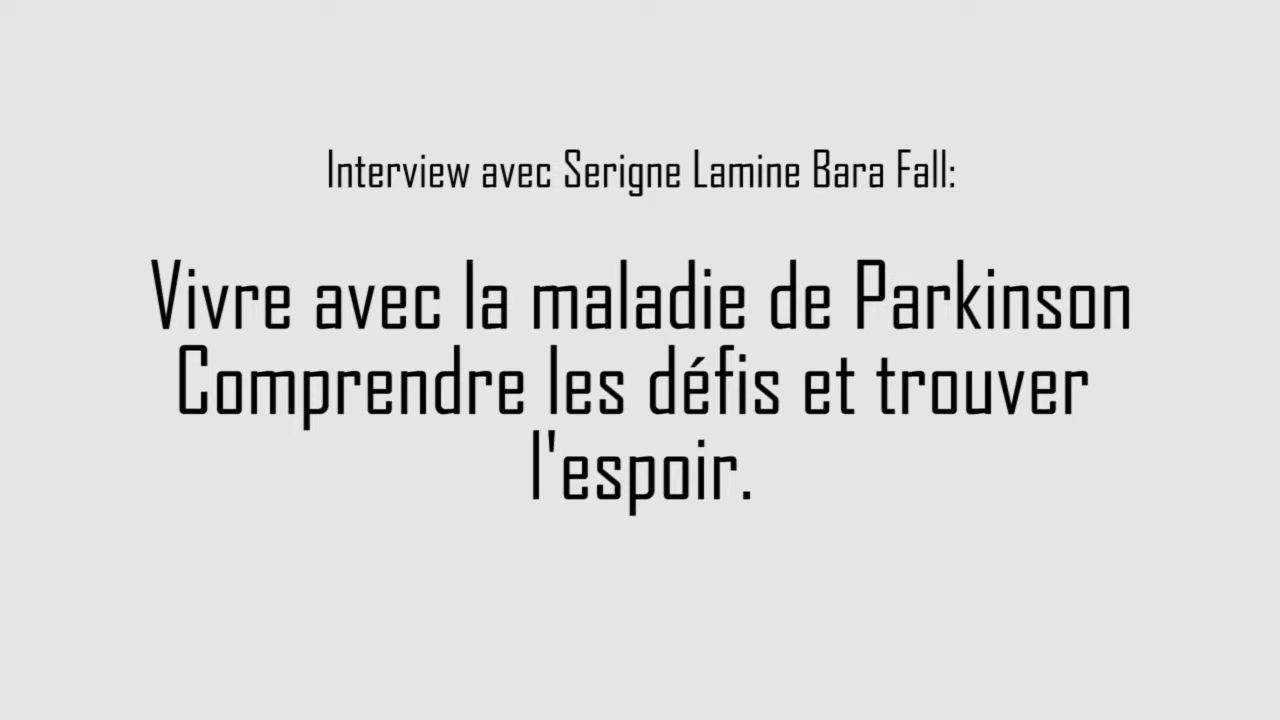 Interview avec Serigne Lamine Bara Fall:
Vivre avec la maladie de Parkinson
Comprendre les défis et trouver
l'espoir.